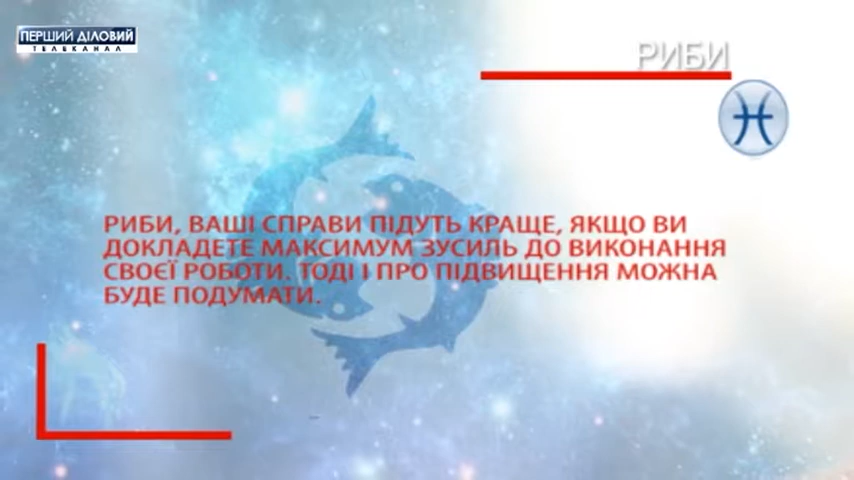 ПЕРШИЙ ДІЛОВИЙ
ТЕЛЕКАНАЛ
РИБИ
РИБИ, ВАШІ СПРАВИ ПІДУТЬ КРАЩЕ, ЯКЩО ВИ
ДОКЛАДЕТЕ МАКСИМУМ ЗУСИЛЬ ДО ВИКОНАННЯ
СВОЄЇ РОБОТИ. ТОДІ І ПРО ПІДВИЩЕННЯ МОЖНА
БУДЕ ПОДУМАТИ.